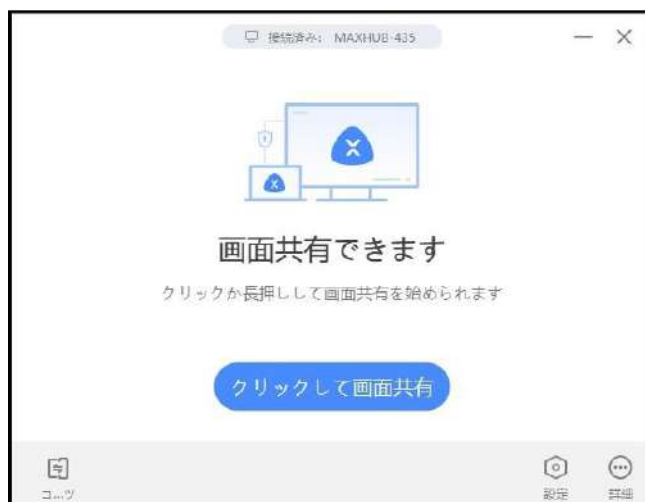 接続済み: MAXHUB-435
画面共有できます
クリックか長押しして画面共有を始められます
クリックして画面共有
コ...ツ
設定
詳細